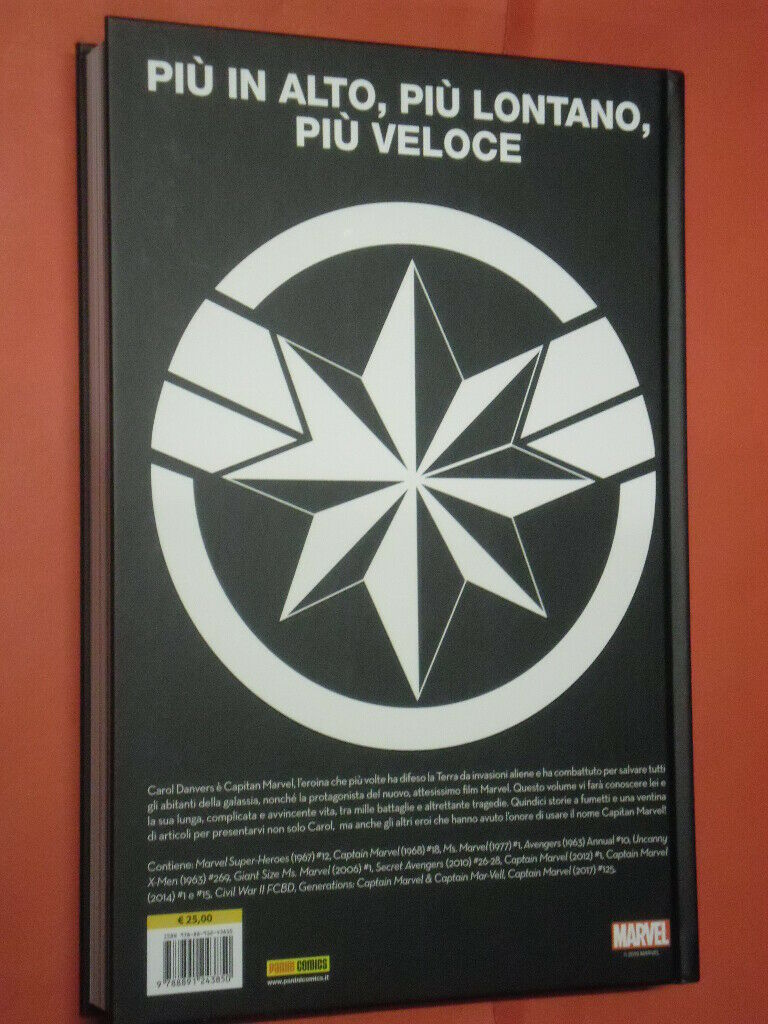 PIÙ IN ALTO, PIÙ LONTANO,
PIÙ VELOCE
Carol Danvers è Capitan Marvel, l'eroina che più volte ha difeso la Terra da invasioni aliene e ha combattuto per salvare tutti
gli abitanti della galassia, nonché la protagonista del nuovo, attesissimo film Marvel. Questo volume vi farà conoscere lei e
la sua lunga, complicata e avvincente vita, tra mille battaglie e altrettante tragedie. Quindici storie a fumetti e una ventina
di articoli per presentarvi non solo Carol, ma anche gli altri eroi che hanno avuto l'onore di usare il nome Capitan Marvel!
Contiene: Marvel Super-Heroes (1967) #12, Captain Marvel (1968) #18, Ms. Marvel (1977) #1, Avengers (1963) Annual #10, Uncanny
X-Men (1963) #269, Giant Size Ms. Marvel (2006) #1, Secret Avengers (2010) #26-28, Captain Marvel (2012) #1, Captain Marvel
(2014) #1 e #15, Civil War II FCBD, Generations: Captain Marvel & Captain Mar-Vell, Captain Marvel (2017) #125.
€ 25,00
9 788891 243850
PANINI COMICS
www.paninicomics.it
MARVEL